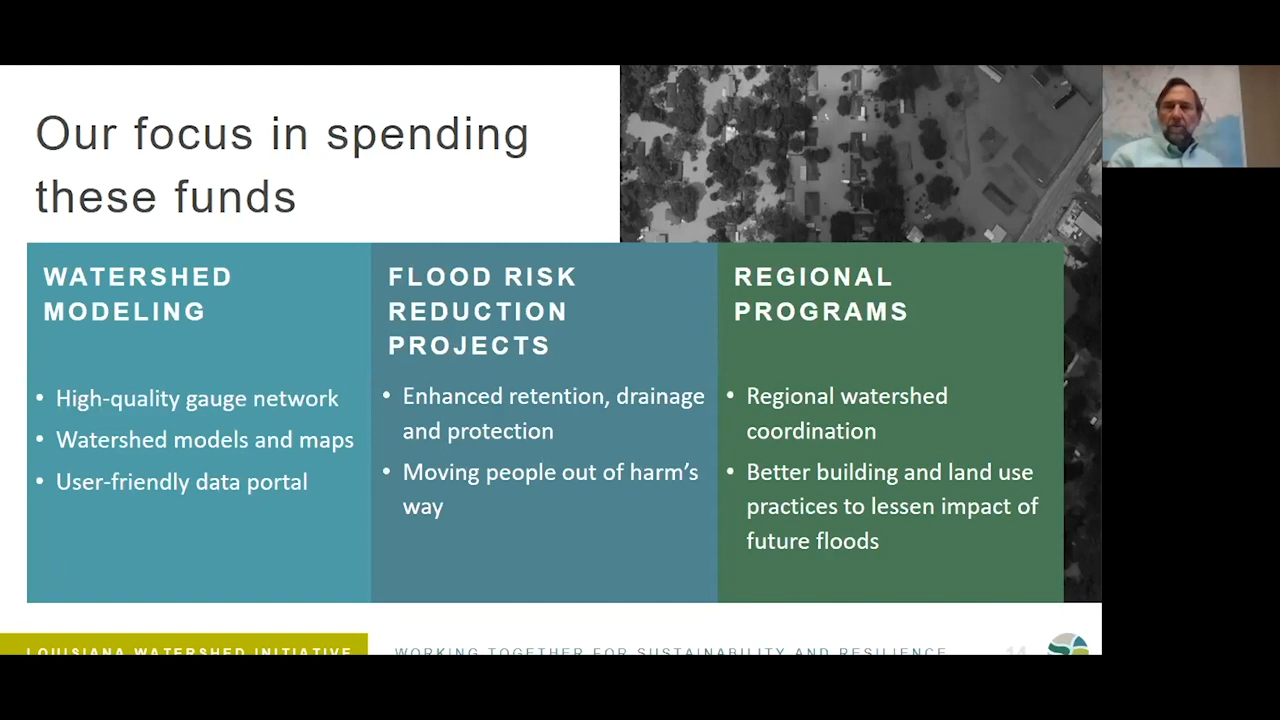 Our focus in spending
these funds
WATERSHED
MODELING
• High-quality gauge network
• Watershed models and maps
• User-friendly data portal
FLOOD RISK
REDUCTION
PROJECTS
• Enhanced retention, drainage
and protection
• Moving people out of harm's
way
REGIONAL
PROGRAMS
• Regional watershed
coordination
• Better building and land use
practices to lessen impact of
future floods
LOUISIANA WATERSHED INITIATIVE
WORKING TOGETHER FOR SUSTAINABILITY AND RESILIENCE
14